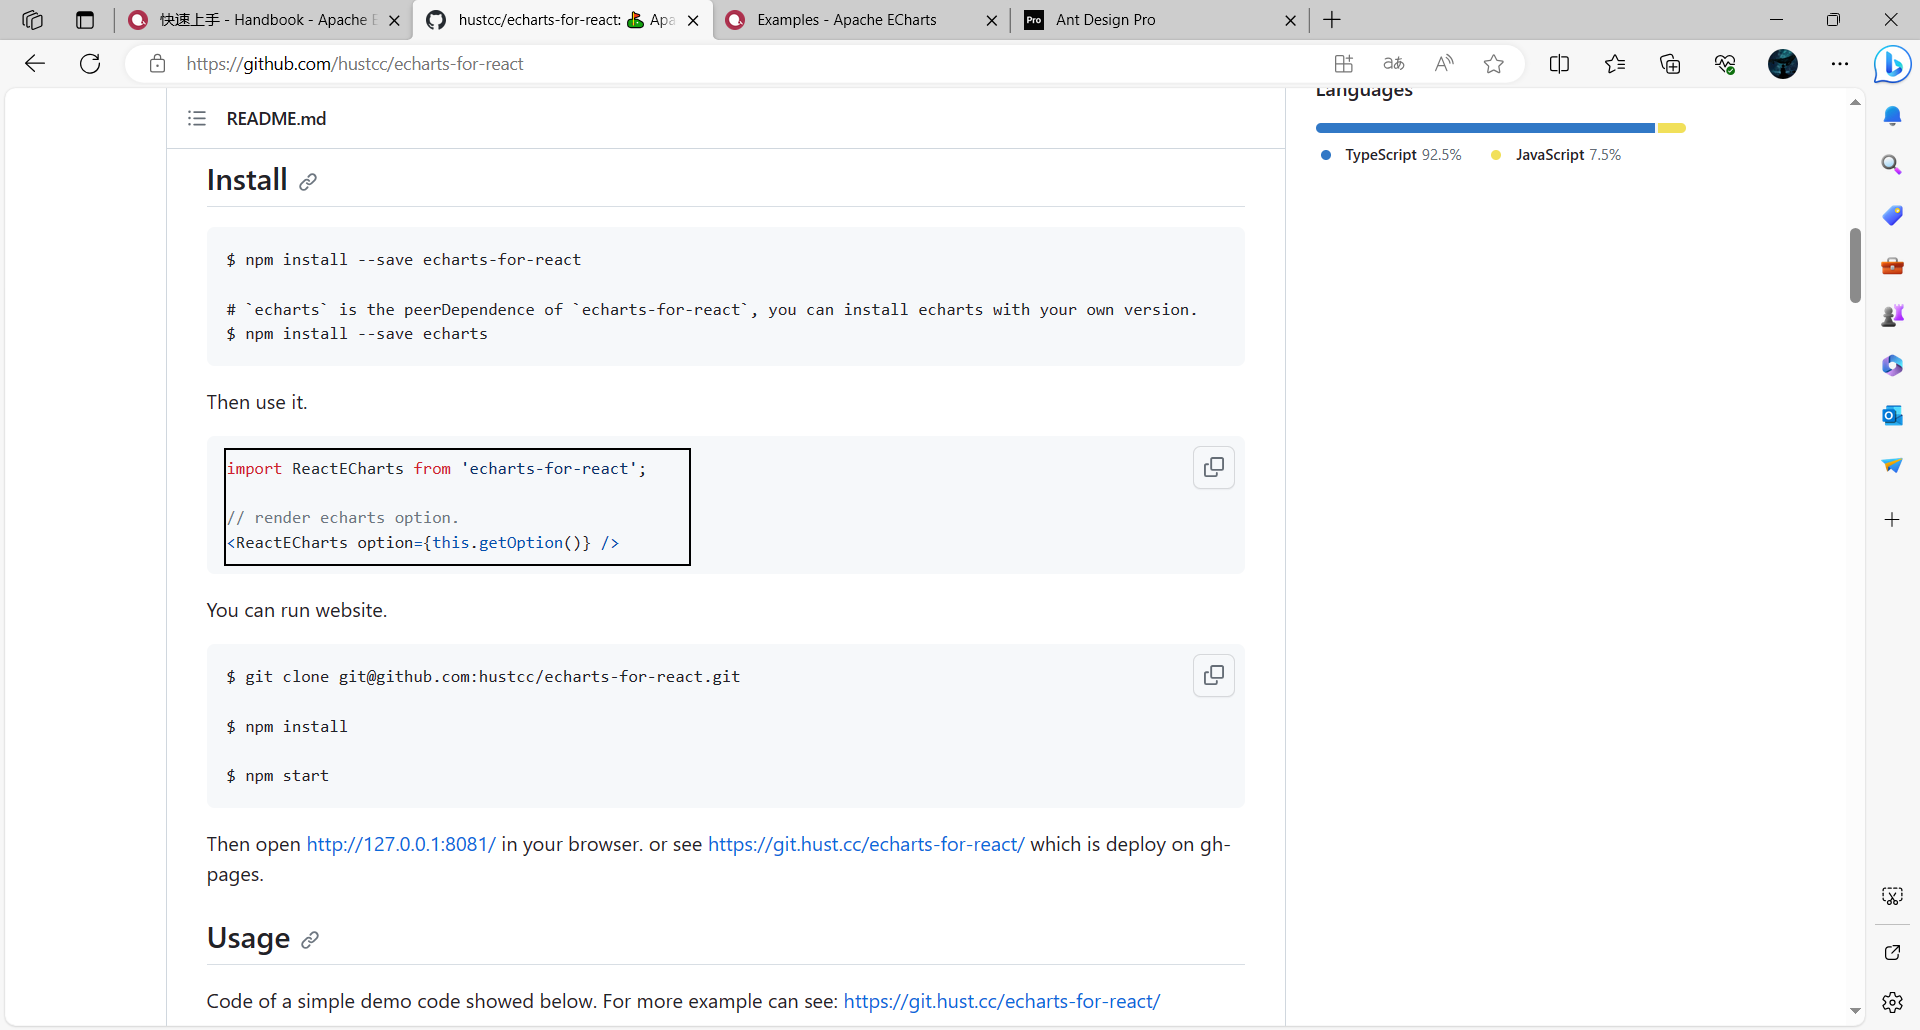 快速上手 - Handbook - Apache E
hustcc/echarts-for-react: Apa
Examples - Apache ECharts
Pro Ant Design Pro
https://github.com/hustcc/echarts-for-react
aあ
Languages
README.md
TypeScript 92.5% JavaScript 7.5%
Install
$ npm install --save echarts-for-react
# `echarts` is the peerDependence of `echarts-for-react`, you can install echarts with your own version.
$ npm install --save echarts
Then use it.
import ReactECharts from 'echarts-for-react';
// render echarts option.
<ReactECharts option={this.getOption()} />
You can run website.
$ git clone git@github.com:hustcc/echarts-for-react.git
$ npm install
$ npm start
Then open http://127.0.0.1:8081/ in your browser. or see https://git.hust.cc/echarts-for-react/ which is deploy on gh-
pages.
Usage
Code of a simple demo code showed below. For more example can see: https://git.hust.cc/echarts-for-react/